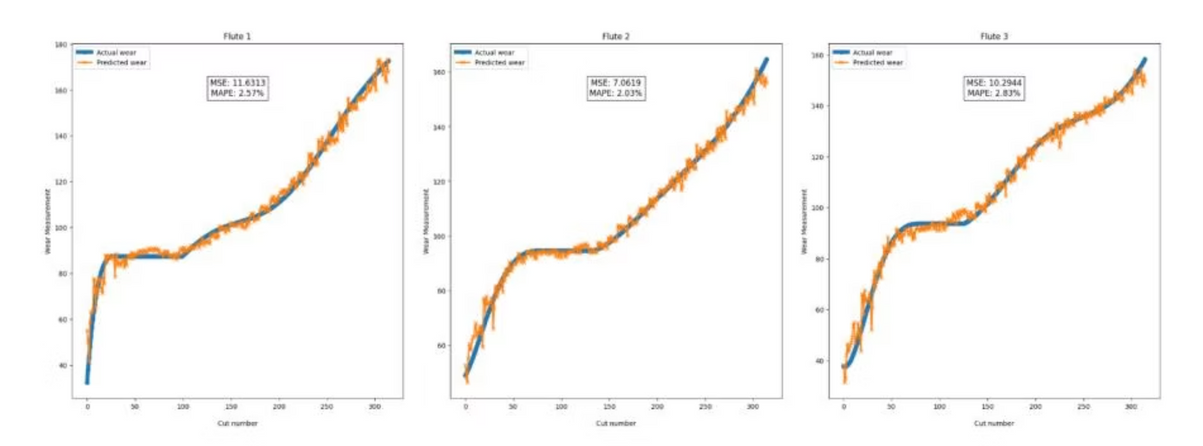 Flute 1
Actual wear
Predicted wear
MSE: 11.6313
MAPE: 2.57%
Wear Measurement
180
160
140
120
100
80
60
40
0 50 100 150 200 250 300
Cut number
Flute 2
Actual wear
Predicted wear
MSE: 7.0619
MAPE: 2.03%
Wear Measurement
160
140
120
100
80
60
0 50 100 150 200 250 300
Cut number
Flute 3
Actual wear
Predicted wear
MSE: 10.2944
MAPE: 2.83%
Wear Measurement
160
140
120
100
80
60
40
0 50 100 150 200 250 300
Cut number